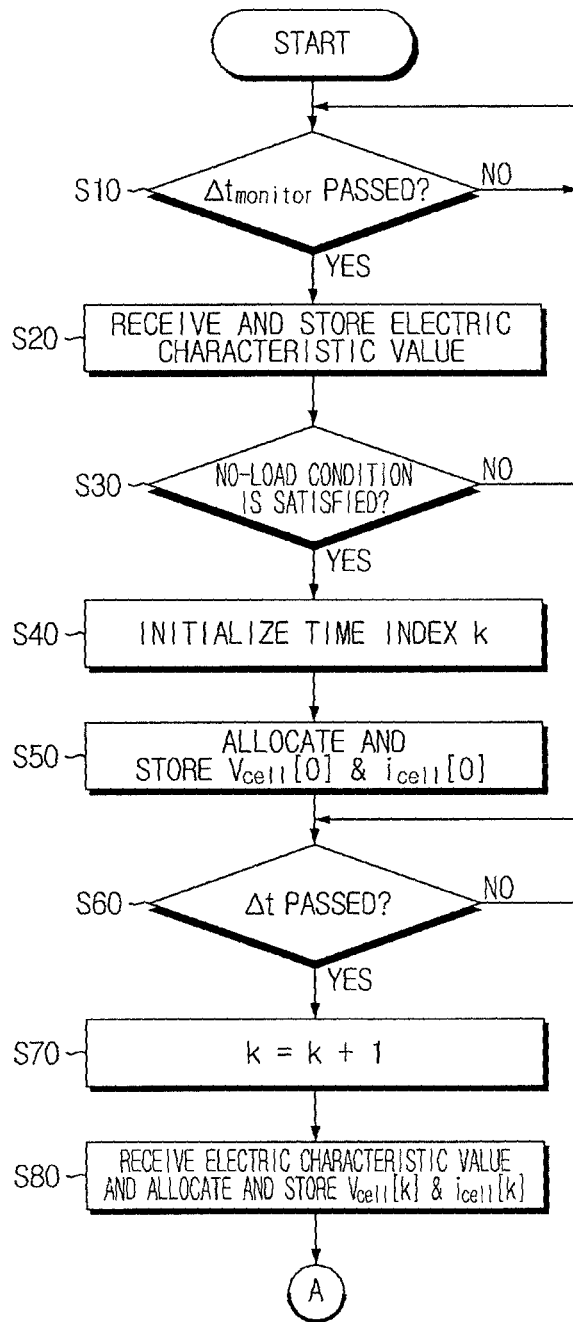 START
S10
Δtmonitor PASSED?
NO
YES
S20
RECEIVE AND STORE ELECTRIC
CHARACTERISTIC VALUE
S30
NO-LOAD CONDITION
IS SATISFIED?
NO
YES
S40
INITIALIZE TIME INDEX k
S50
ALLOCATE AND
STORE Vcell[0] & icell[0]
S60
Δt PASSED?
NO
YES
S70
k = k + 1
S80
RECEIVE ELECTRIC CHARACTERISTIC VALUE
AND ALLOCATE AND STORE Vcell[k] & icell[k]
A